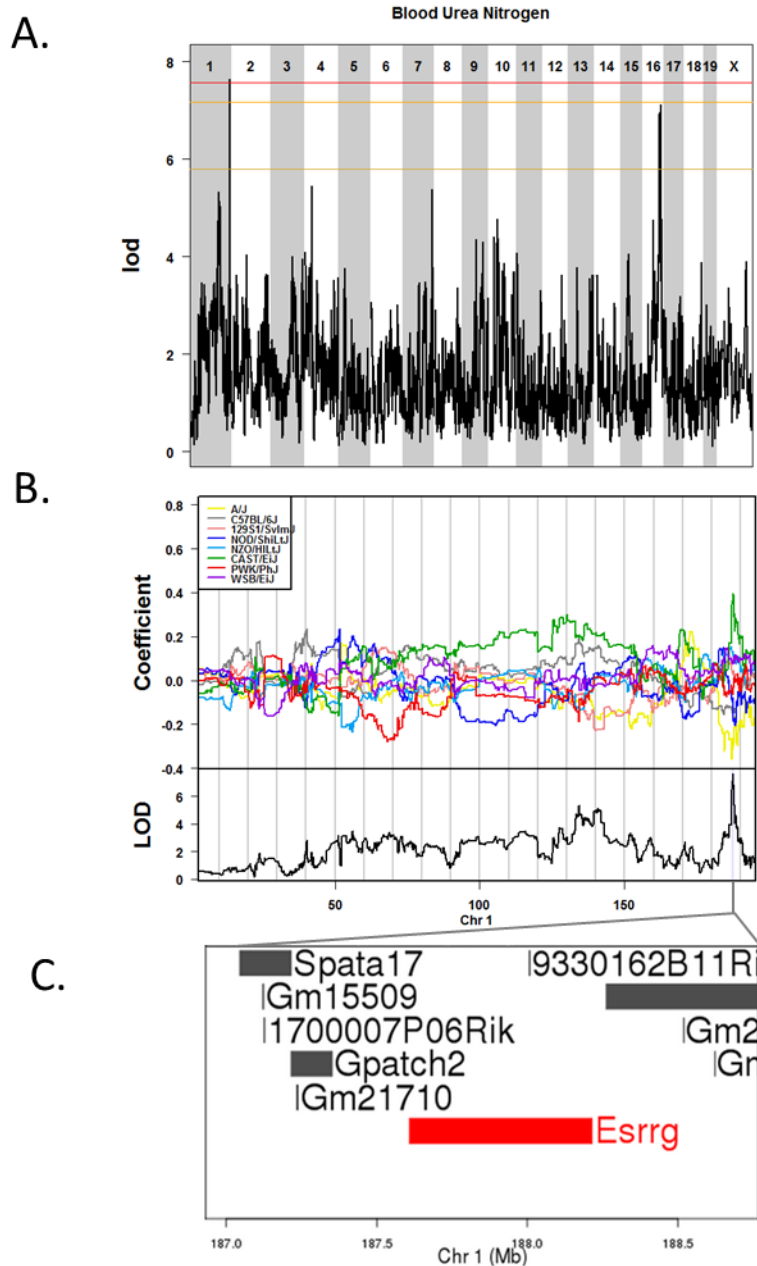 Blood Urea Nitrogen
A.
1 2 3 4 5 6 7 8 9 10 11 12 13 14 15 16 17 18 19 X
8
6
4
2
0
lod
B.
A/J
C57BL/6J
129S1/SvImJ
NOD/ShiLtJ
NZO/HILtJ
CAST/EiJ
PWK/PhJ
WSB/EiJ
0.8
0.6
0.4
0.2
0.0
-0.2
-0.4
Coefficient
6
4
2
0
LOD
50 100 150
Chr 1
C.
Spata17 9330162B11Ri
Gm15509
1700007P06Rik Gm2
Gpatch2 Gm
Gm21710
Esrrg
187.0 187.5 188.0 188.5
Chr 1 (Mb)